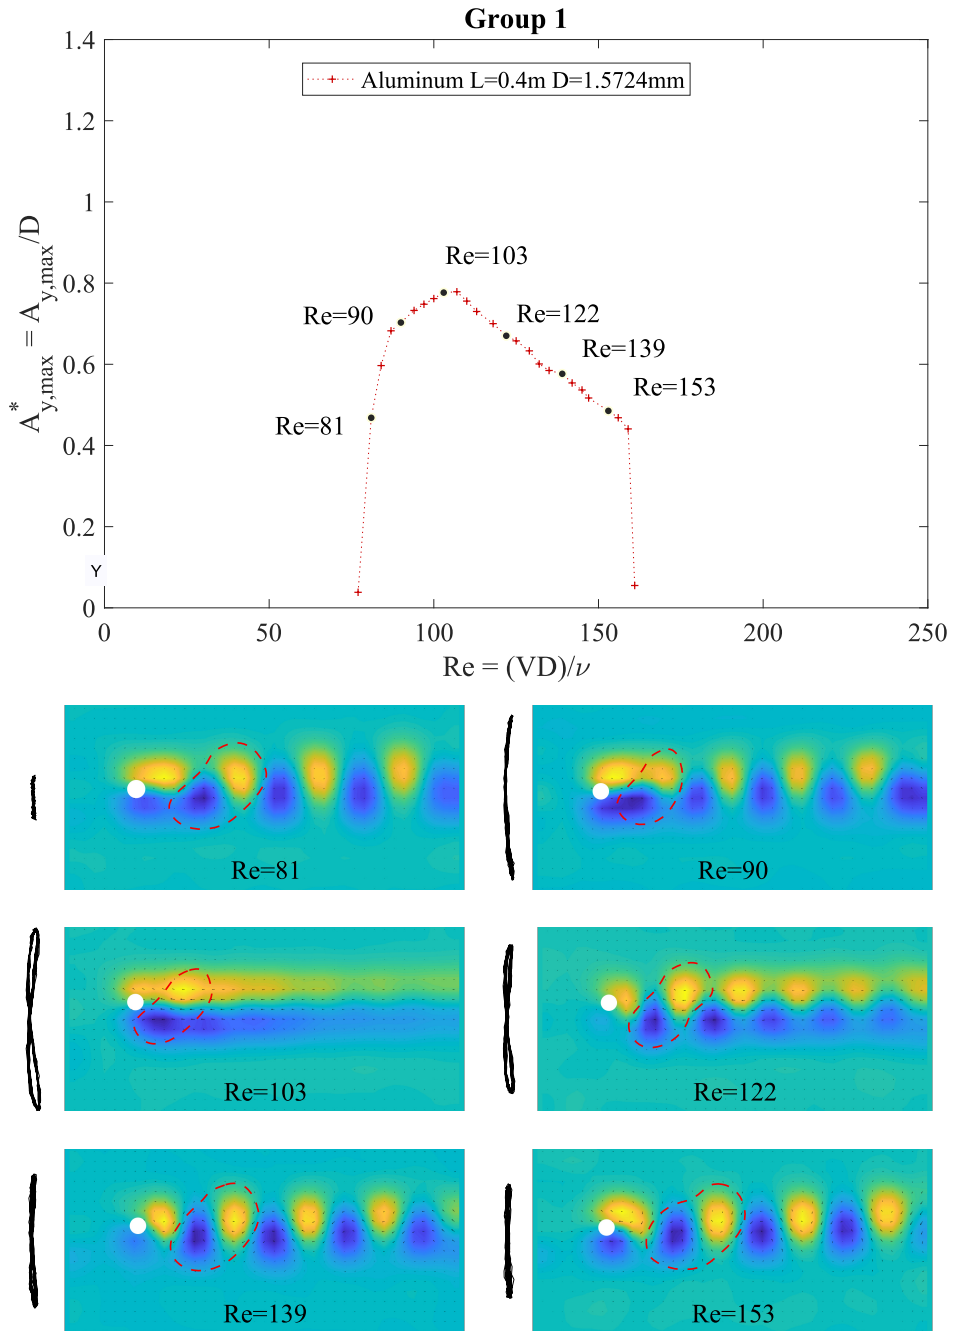 Group 1
1.4
Aluminum L=0.4m D=1.5724mm
1.2
1
0.8
0.6
0.4
0.2
0
A*y,max = Ay,max/D
Re=103
Re=90
Re=122
Re=139
Re=153
Re=81
Y
0 50 100 150 200 250
Re = (VD)/ν
Re=81
Re=90
Re=103
Re=122
Re=139
Re=153